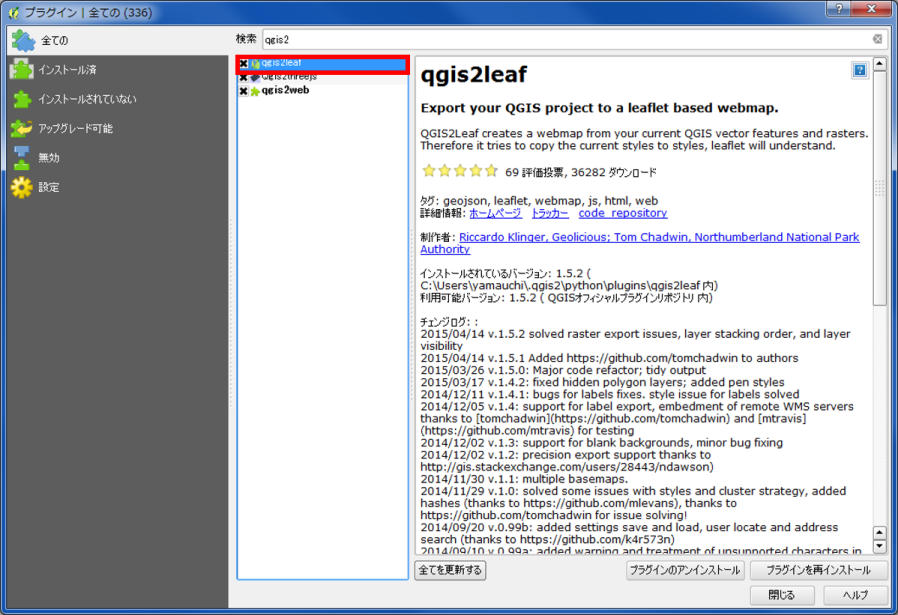 プラグイン | 全ての (336)
全ての
インストール済
インストールされていない
アップグレード可能
無効
設定
検索 qgis2
qgis2leaf
Qgis2threejs
qgis2web
qgis2leaf
Export your QGIS project to a leaflet based webmap.
QGIS2Leaf creates a webmap from your current QGIS vector features and rasters.
Therefore it tries to copy the current styles to styles, leaflet will understand.
69 評価投票, 36282 ダウンロード
タグ: geojson, leaflet, webmap, js, html, web
詳細情報: ホームページ トラッカー code repository
制作者: Riccardo Klinger, Geolicious; Tom Chadwin, Northumberland National Park
Authority
インストールされているバージョン: 1.5.2 (
C:\Users\yamauchi\.qgis2\python\plugins\qgis2leaf 内)
利用可能バージョン: 1.5.2 ( QGISオフィシャルプラグインリポジトリ 内)
チェンジログ: :
2015/04/14 v.1.5.2 solved raster export issues, layer stacking order, and layer
visibility
2015/04/14 v.1.5.1 Added https://github.com/tomchadwin to authors
2015/03/26 v.1.5.0: Major code refactor; tidy output
2015/03/17 v.1.4.2: fixed hidden polygon layers; added pen styles
2014/12/11 v.1.4.1: bugs for labels fixes. style issue for labels solved
2014/12/05 v.1.4: support for label export, embedment of remote WMS servers
thanks to [tomchadwin](https://github.com/tomchadwin) and [mtravis]
(https://github.com/mtravis) for testing
2014/12/02 v.1.3: support for blank backgrounds, minor bug fixing
2014/12/02 v.1.2: precision export support thanks to
http://gis.stackexchange.com/users/28443/ndawson)
2014/11/30 v.1.1: multiple basemaps.
2014/11/29 v.1.0: solved some issues with styles and cluster strategy, added
hashes (thanks to https://github.com/mlevans), thanks to
https://github.com/tomchadwin for issue solving!
2014/09/20 v.0.99b: added settings save and load, user locate and address
search (thanks to https://github.com/k4r573n)
2014/09/10 v.0.99a: added warning and treatment of unsupported characters in
全てを更新する プラグインのアンインストール プラグインを再インストール
閉じる ヘルプ